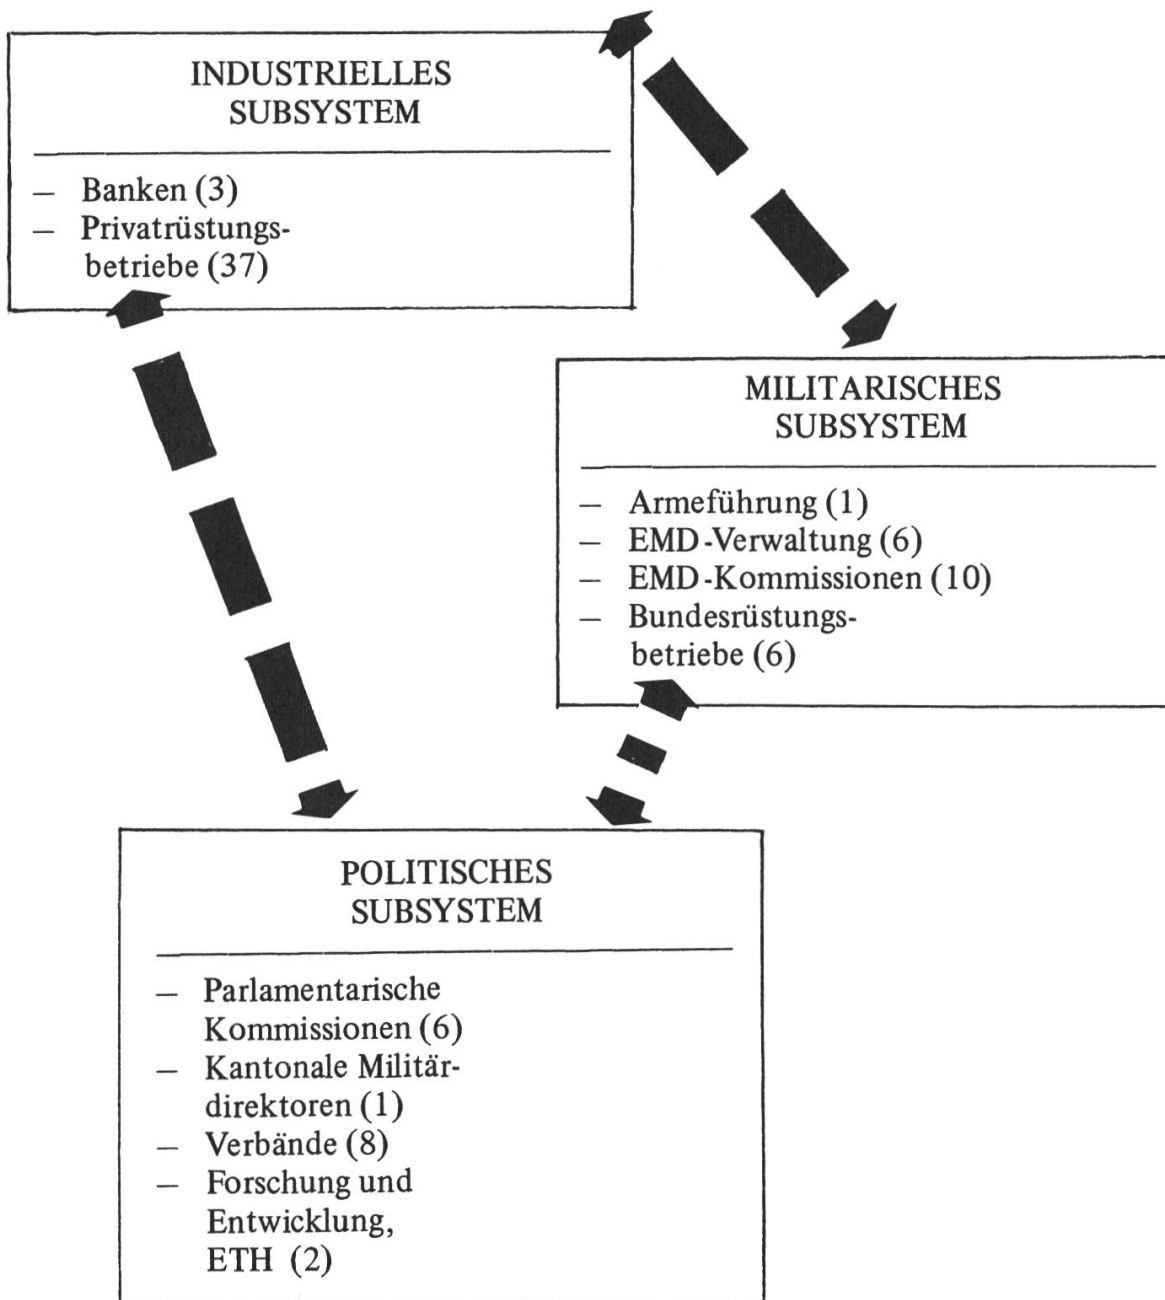 INDUSTRIELLES
SUBSYSTEM
— Banken (3)
— Privatrüstungs-
betriebe (37)
MILITARISCHES
SUBSYSTEM
— Armeführung (1)
— EMD-Verwaltung (6)
— EMD-Kommissionen (10)
— Bundesrüstungs-
betriebe (6)
POLITISCHES
SUBSYSTEM
— Parlamentarische
Kommissionen (6)
— Kantonale Militär-
direktoren (1)
— Verbände (8)
— Forschung und
Entwicklung,
ETH (2)